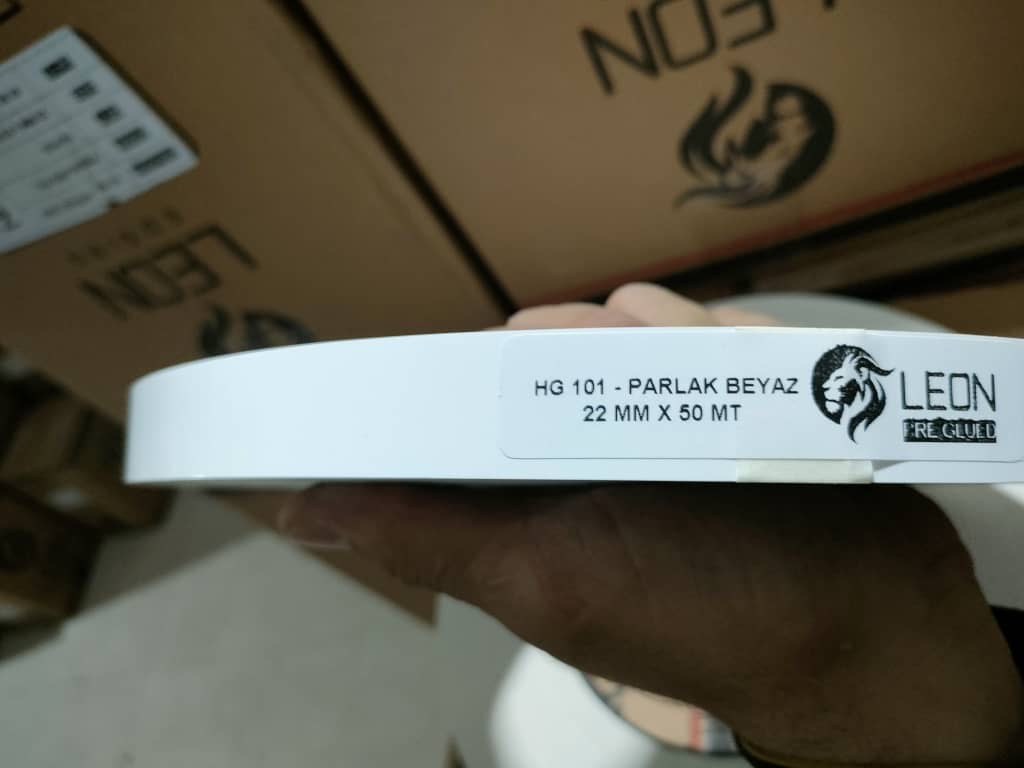 LEON
LEON
HG 101 - PARLAK BEYAZ
22 MM X 50 MT
LEON
PRE GLUED